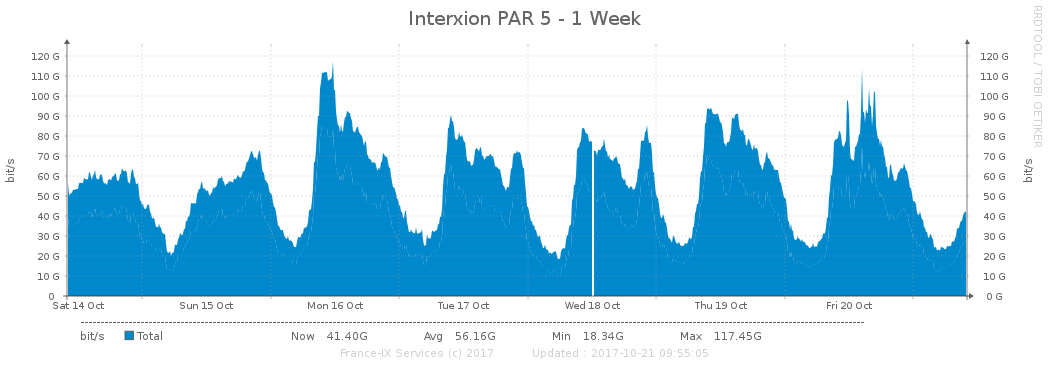 Interxion PAR 5 - 1 Week
RRDTOOL / TOBI OETIKER
bit/s
120 G 120 G
110 G 110 G
100 G 100 G
90 G 90 G
80 G 80 G
70 G 70 G
60 G 60 G
50 G 50 G
40 G 40 G
30 G 30 G
20 G 20 G
10 G 10 G
0 0 G
bit/s
Sat 14 Oct Sun 15 Oct Mon 16 Oct Tue 17 Oct Wed 18 Oct Thu 19 Oct Fri 20 Oct
bit/s Total Now 41.40G Avg 56.16G Min 18.34G Max 117.45G
France-IX Services (c) 2017 Updated : 2017-10-21 09:55:05